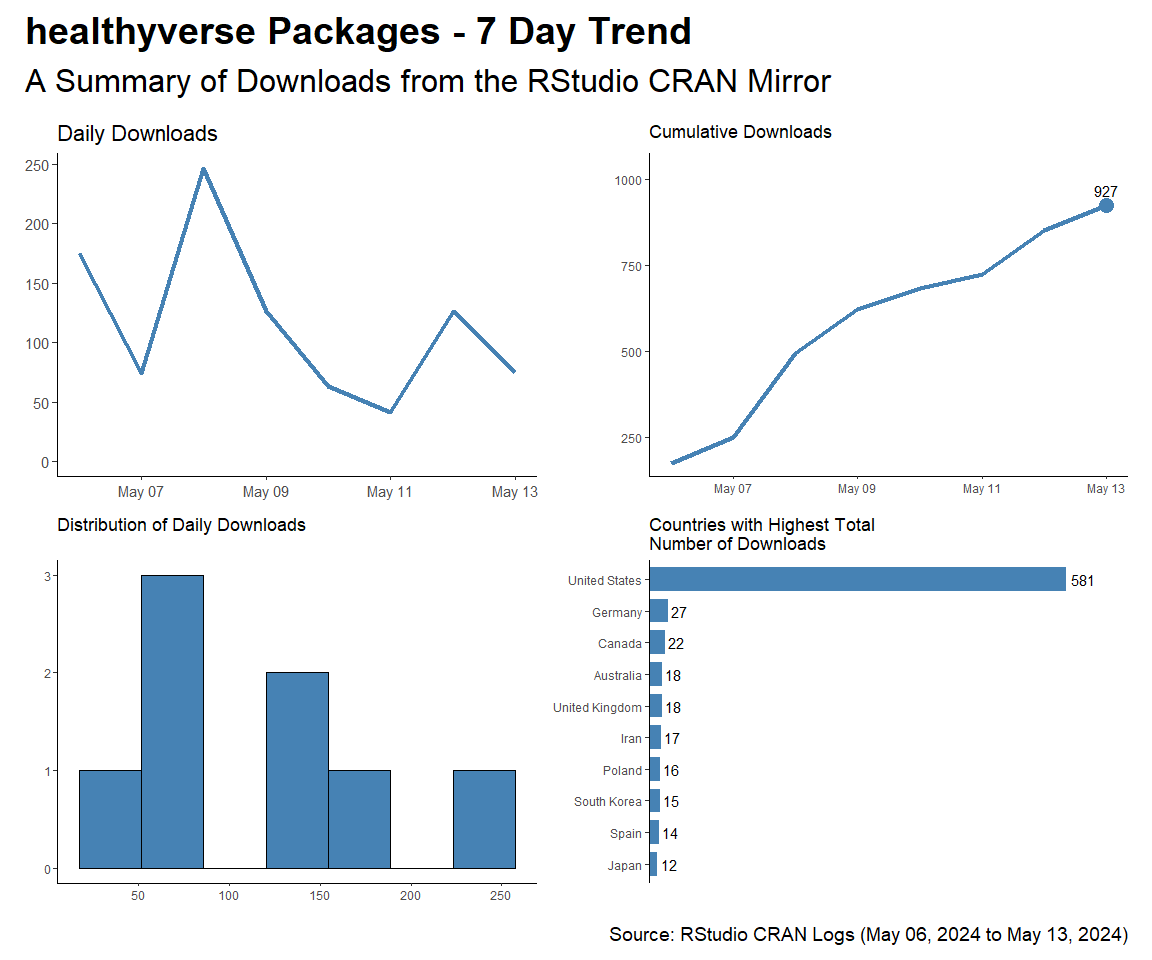 healthyverse Packages - 7 Day Trend
A Summary of Downloads from the RStudio CRAN Mirror
Daily Downloads
250
200
150
100
50
0
May 07
May 09
May 11
May 13
Cumulative Downloads
1000
750
500
250
927
May 07
May 09
May 11
May 13
Distribution of Daily Downloads
3
2
1
0
50
100
150
200
250
Countries with Highest Total
Number of Downloads
United States 581
Germany 27
Canada 22
Australia 18
United Kingdom 18
Iran 17
Poland 16
South Korea 15
Spain 14
Japan 12
Source: RStudio CRAN Logs (May 06, 2024 to May 13, 2024)